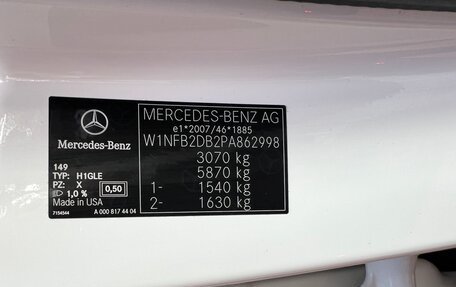 Mercedes-Benz
149
TYP: H1GLE
PZ: X
1,0 %
0,50
Made in USA
7154544
A 000 817 44 04
MERCEDES-BENZ AG
e1*2007/46*1885
W1NFB2DB2PA862998
3070 kg
5870 kg
1- 1540 kg
2- 1630 kg